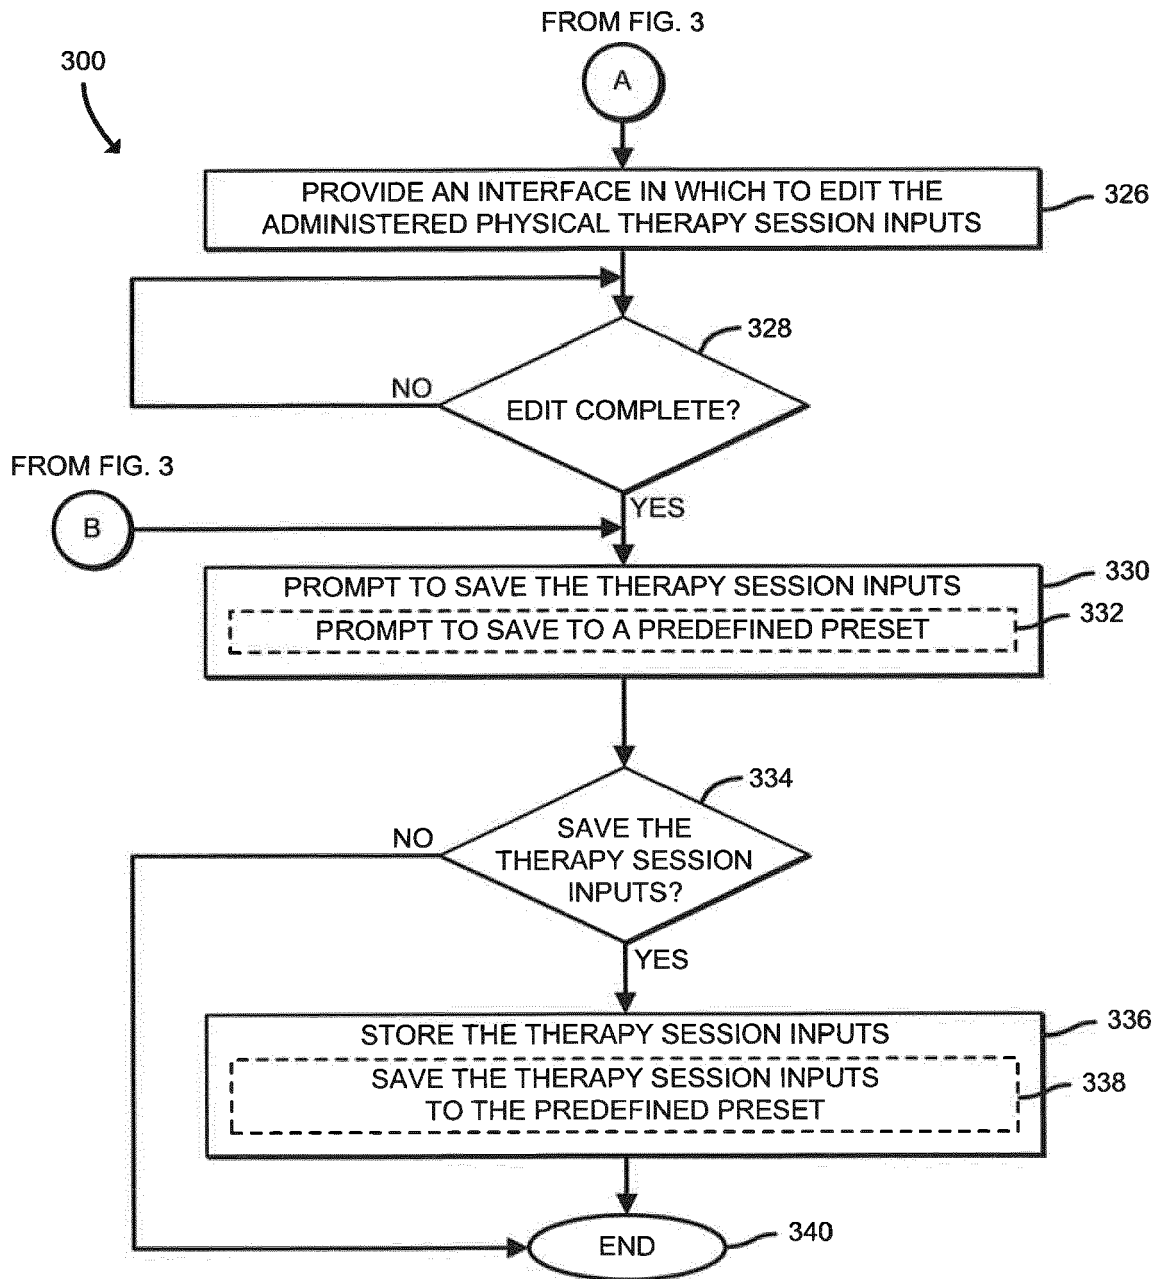 FROM FIG. 3
300
A
PROVIDE AN INTERFACE IN WHICH TO EDIT THE
ADMINISTERED PHYSICAL THERAPY SESSION INPUTS
326
328
NO
EDIT COMPLETE?
FROM FIG. 3
YES
B
PROMPT TO SAVE THE THERAPY SESSION INPUTS
330
PROMPT TO SAVE TO A PREDEFINED PRESET
332
334
NO
SAVE THE
THERAPY SESSION
INPUTS?
YES
STORE THE THERAPY SESSION INPUTS
336
SAVE THE THERAPY SESSION INPUTS
TO THE PREDEFINED PRESET
338
END
340